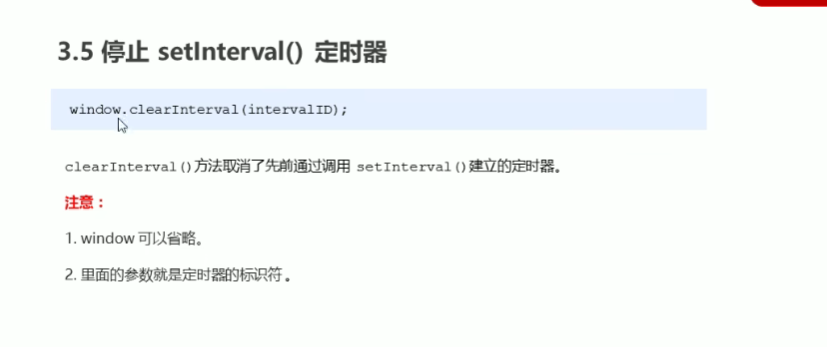 3.5 停止 setInterval() 定时器
window.clearInterval(intervalID);
clearInterval()方法取消了先前通过调用 setInterval()建立的定时器。
注意：
1. window 可以省略。
2. 里面的参数就是定时器的标识符 。